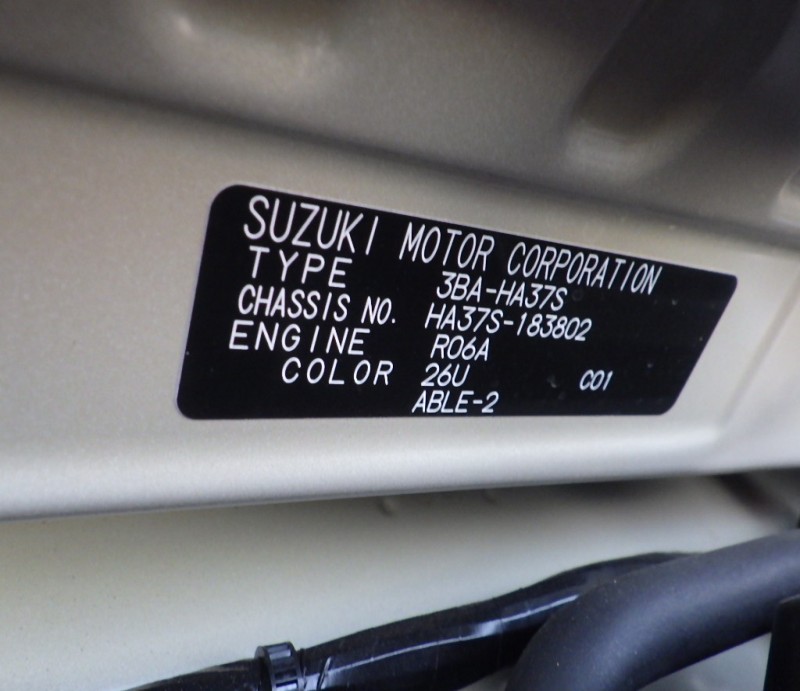 SUZUKI MOTOR CORPORATION
TYPE 3BA-HA37S
CHASSIS NO. HA37S-183802
ENGINE R06A
COLOR 26U C01
ABLE-2